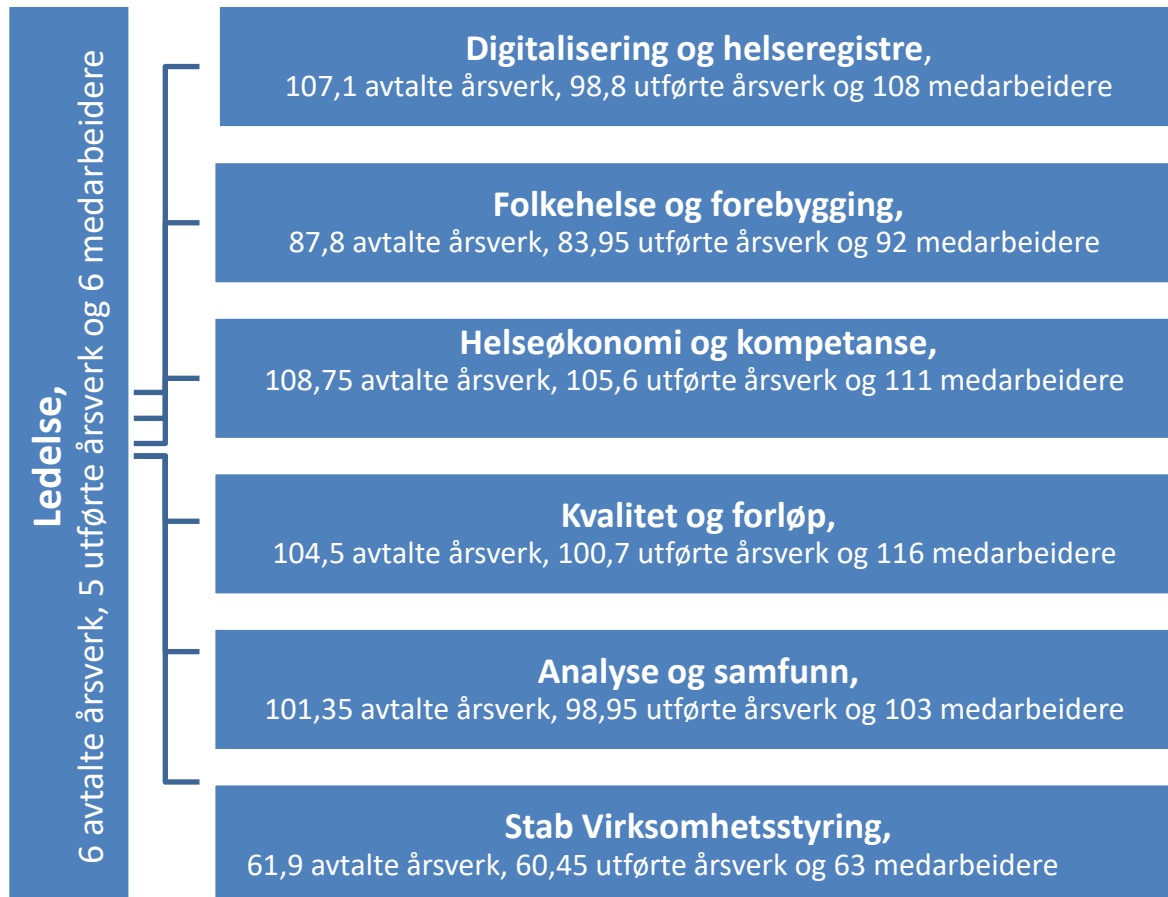 Ledelse,
6 avtalte årsverk, 5 utførte årsverk og 6 medarbeidere
Digitalisering og helseregistre,
107,1 avtalte årsverk, 98,8 utførte årsverk og 108 medarbeidere
Folkehelse og forebygging,
87,8 avtalte årsverk, 83,95 utførte årsverk og 92 medarbeidere
Helseøkonomi og kompetanse,
108,75 avtalte årsverk, 105,6 utførte årsverk og 111 medarbeidere
Kvalitet og forløp,
104,5 avtalte årsverk, 100,7 utførte årsverk og 116 medarbeidere
Analyse og samfunn,
101,35 avtalte årsverk, 98,95 utførte årsverk og 103 medarbeidere
Stab Virksomhetsstyring,
61,9 avtalte årsverk, 60,45 utførte årsverk og 63 medarbeidere